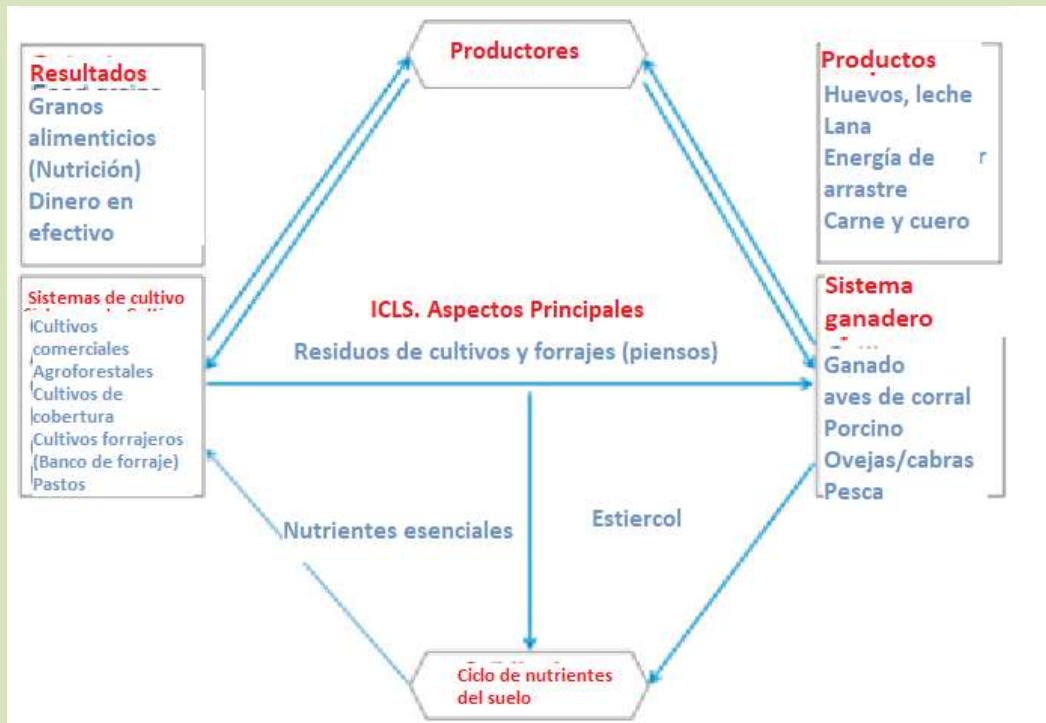 Productores
Resultados
Granos
alimenticios
(Nutrición)
Dinero en
efectivo
Productos
Huevos, leche
Lana
Energía de
arrastre
Carne y cuero
Sistemas de cultivo
Cultivos
comerciales
Agroforestales
Cultivos de
cobertura
Cultivos forrajeros
(Banco de forraje)
Pastos
ICLS. Aspectos Principales
Residuos de cultivos y forrajes (piensos)
Sistema
ganadero
Ganado
aves de corral
Porcino
Ovejas/cabras
Pesca
Nutrientes esenciales
Estiercol
Ciclo de nutrientes
del suelo